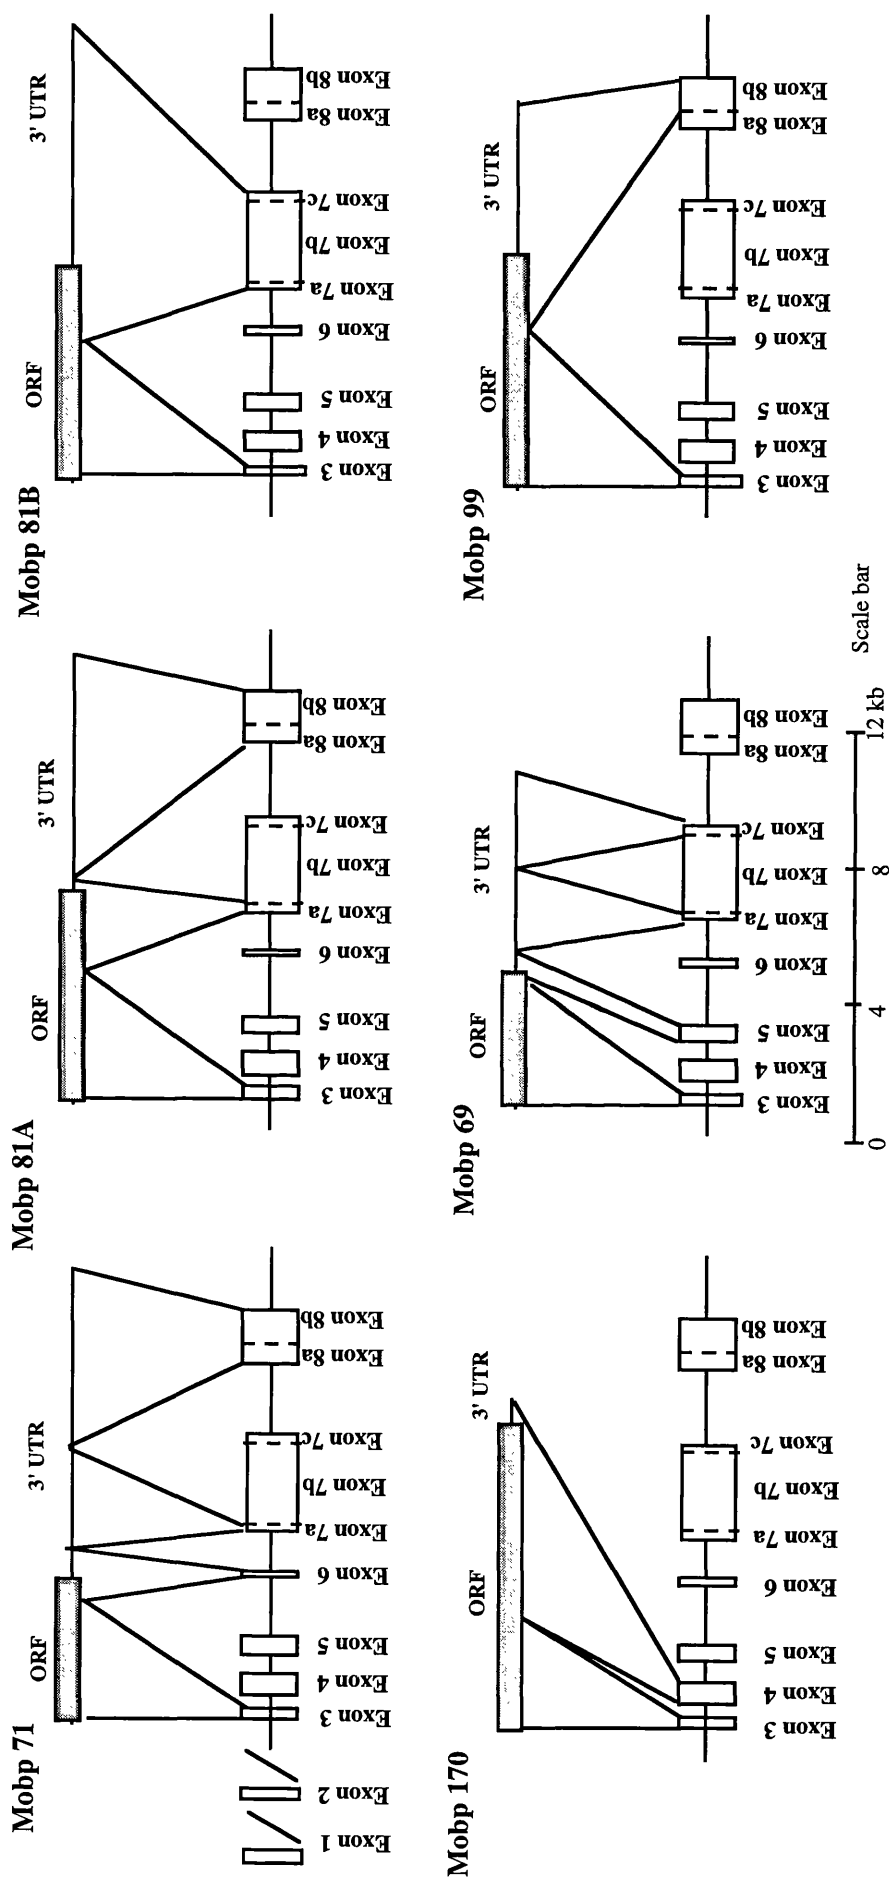 Mobp 71
ORF
3' UTR
Exon 1
Exon 2
Exon 3
Exon 4
Exon 5
Exon 6
Exon 7a
Exon 7b
Exon 7c
Exon 8a
Exon 8b
Mobp 81A
ORF
3' UTR
Exon 3
Exon 4
Exon 5
Exon 6
Exon 7a
Exon 7b
Exon 7c
Exon 8a
Exon 8b
Mobp 81B
ORF
3' UTR
Exon 3
Exon 4
Exon 5
Exon 6
Exon 7a
Exon 7b
Exon 7c
Exon 8a
Exon 8b
Mobp 170
ORF
3' UTR
Exon 3
Exon 4
Exon 5
Exon 6
Exon 7a
Exon 7b
Exon 7c
Exon 8a
Exon 8b
Mobp 69
ORF
3' UTR
Exon 3
Exon 4
Exon 5
Exon 6
Exon 7a
Exon 7b
Exon 7c
Exon 8a
Exon 8b
Mobp 99
ORF
3' UTR
Exon 3
Exon 4
Exon 5
Exon 6
Exon 7a
Exon 7b
Exon 7c
Exon 8a
Exon 8b
0 4 8 12 kb
Scale bar